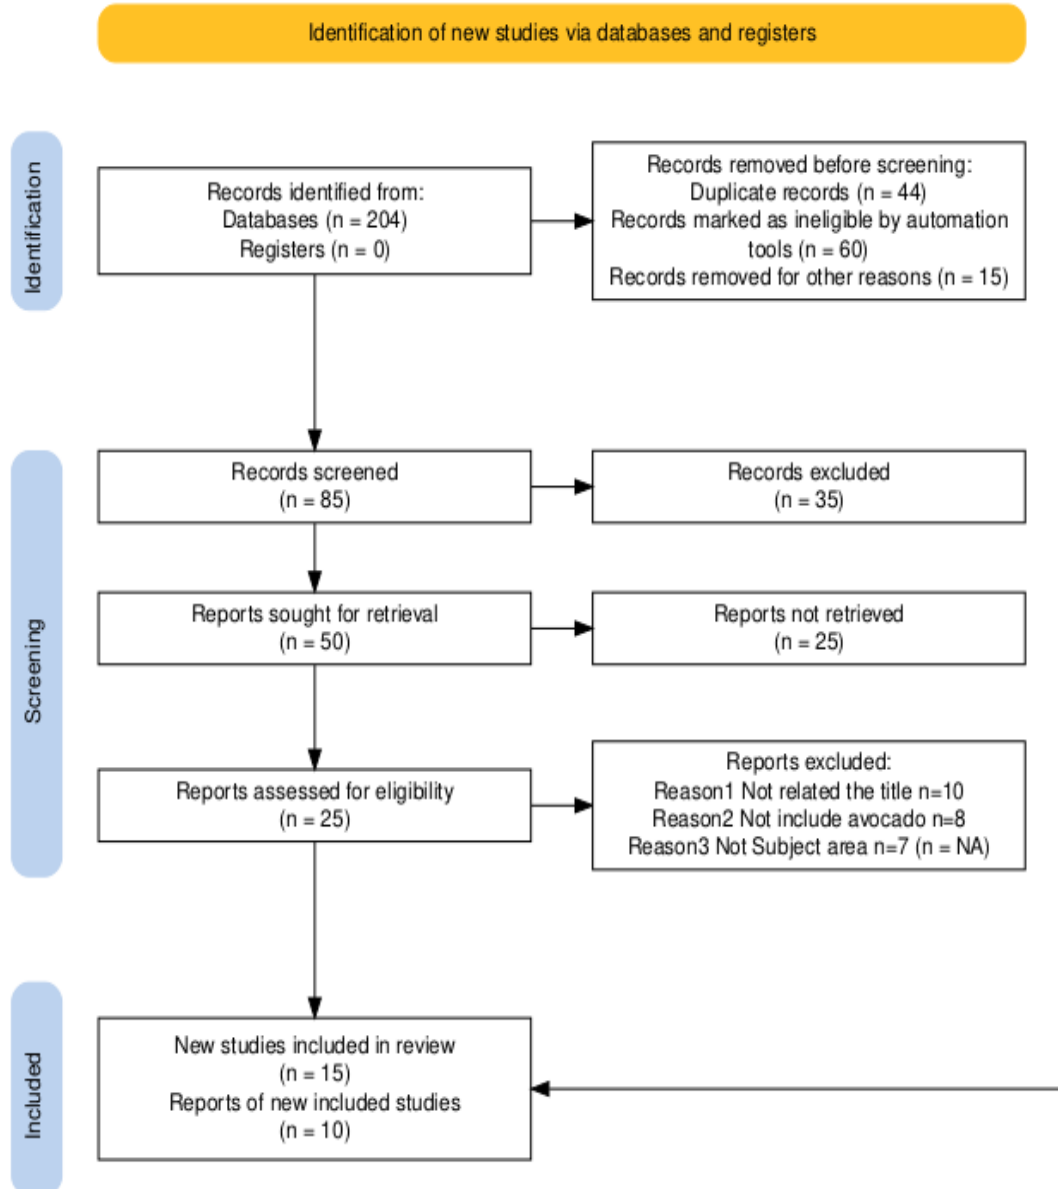 Identification of new studies via databases and registers
Identification
Records identified from:
Databases (n = 204)
Registers (n = 0)
Records removed before screening:
Duplicate records (n = 44)
Records marked as ineligible by automation
tools (n = 60)
Records removed for other reasons (n = 15)
Screening
Records screened
(n = 85)
Records excluded
(n = 35)
Reports sought for retrieval
(n = 50)
Reports not retrieved
(n = 25)
Reports assessed for eligibility
(n = 25)
Reports excluded:
Reason1 Not related the title n=10
Reason2 Not include avocado n=8
Reason3 Not Subject area n=7 (n = NA)
Included
New studies included in review
(n = 15)
Reports of new included studies
(n = 10)